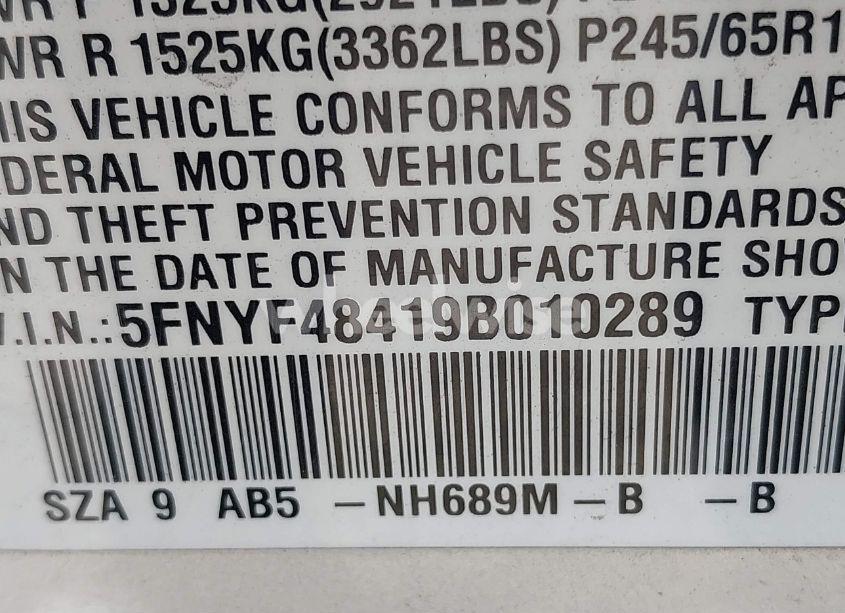 WR R 1525KG(3362LBS) P245/65R1
HIS VEHICLE CONFORMS TO ALL AP
DERAL MOTOR VEHICLE SAFETY
ND THEFT PREVENTION STANDARDS
N THE DATE OF MANUFACTURE SHO
V.I.N.:5FNYF48419B010289 TYP
SZA 9 AB5 –NH689M–B –B